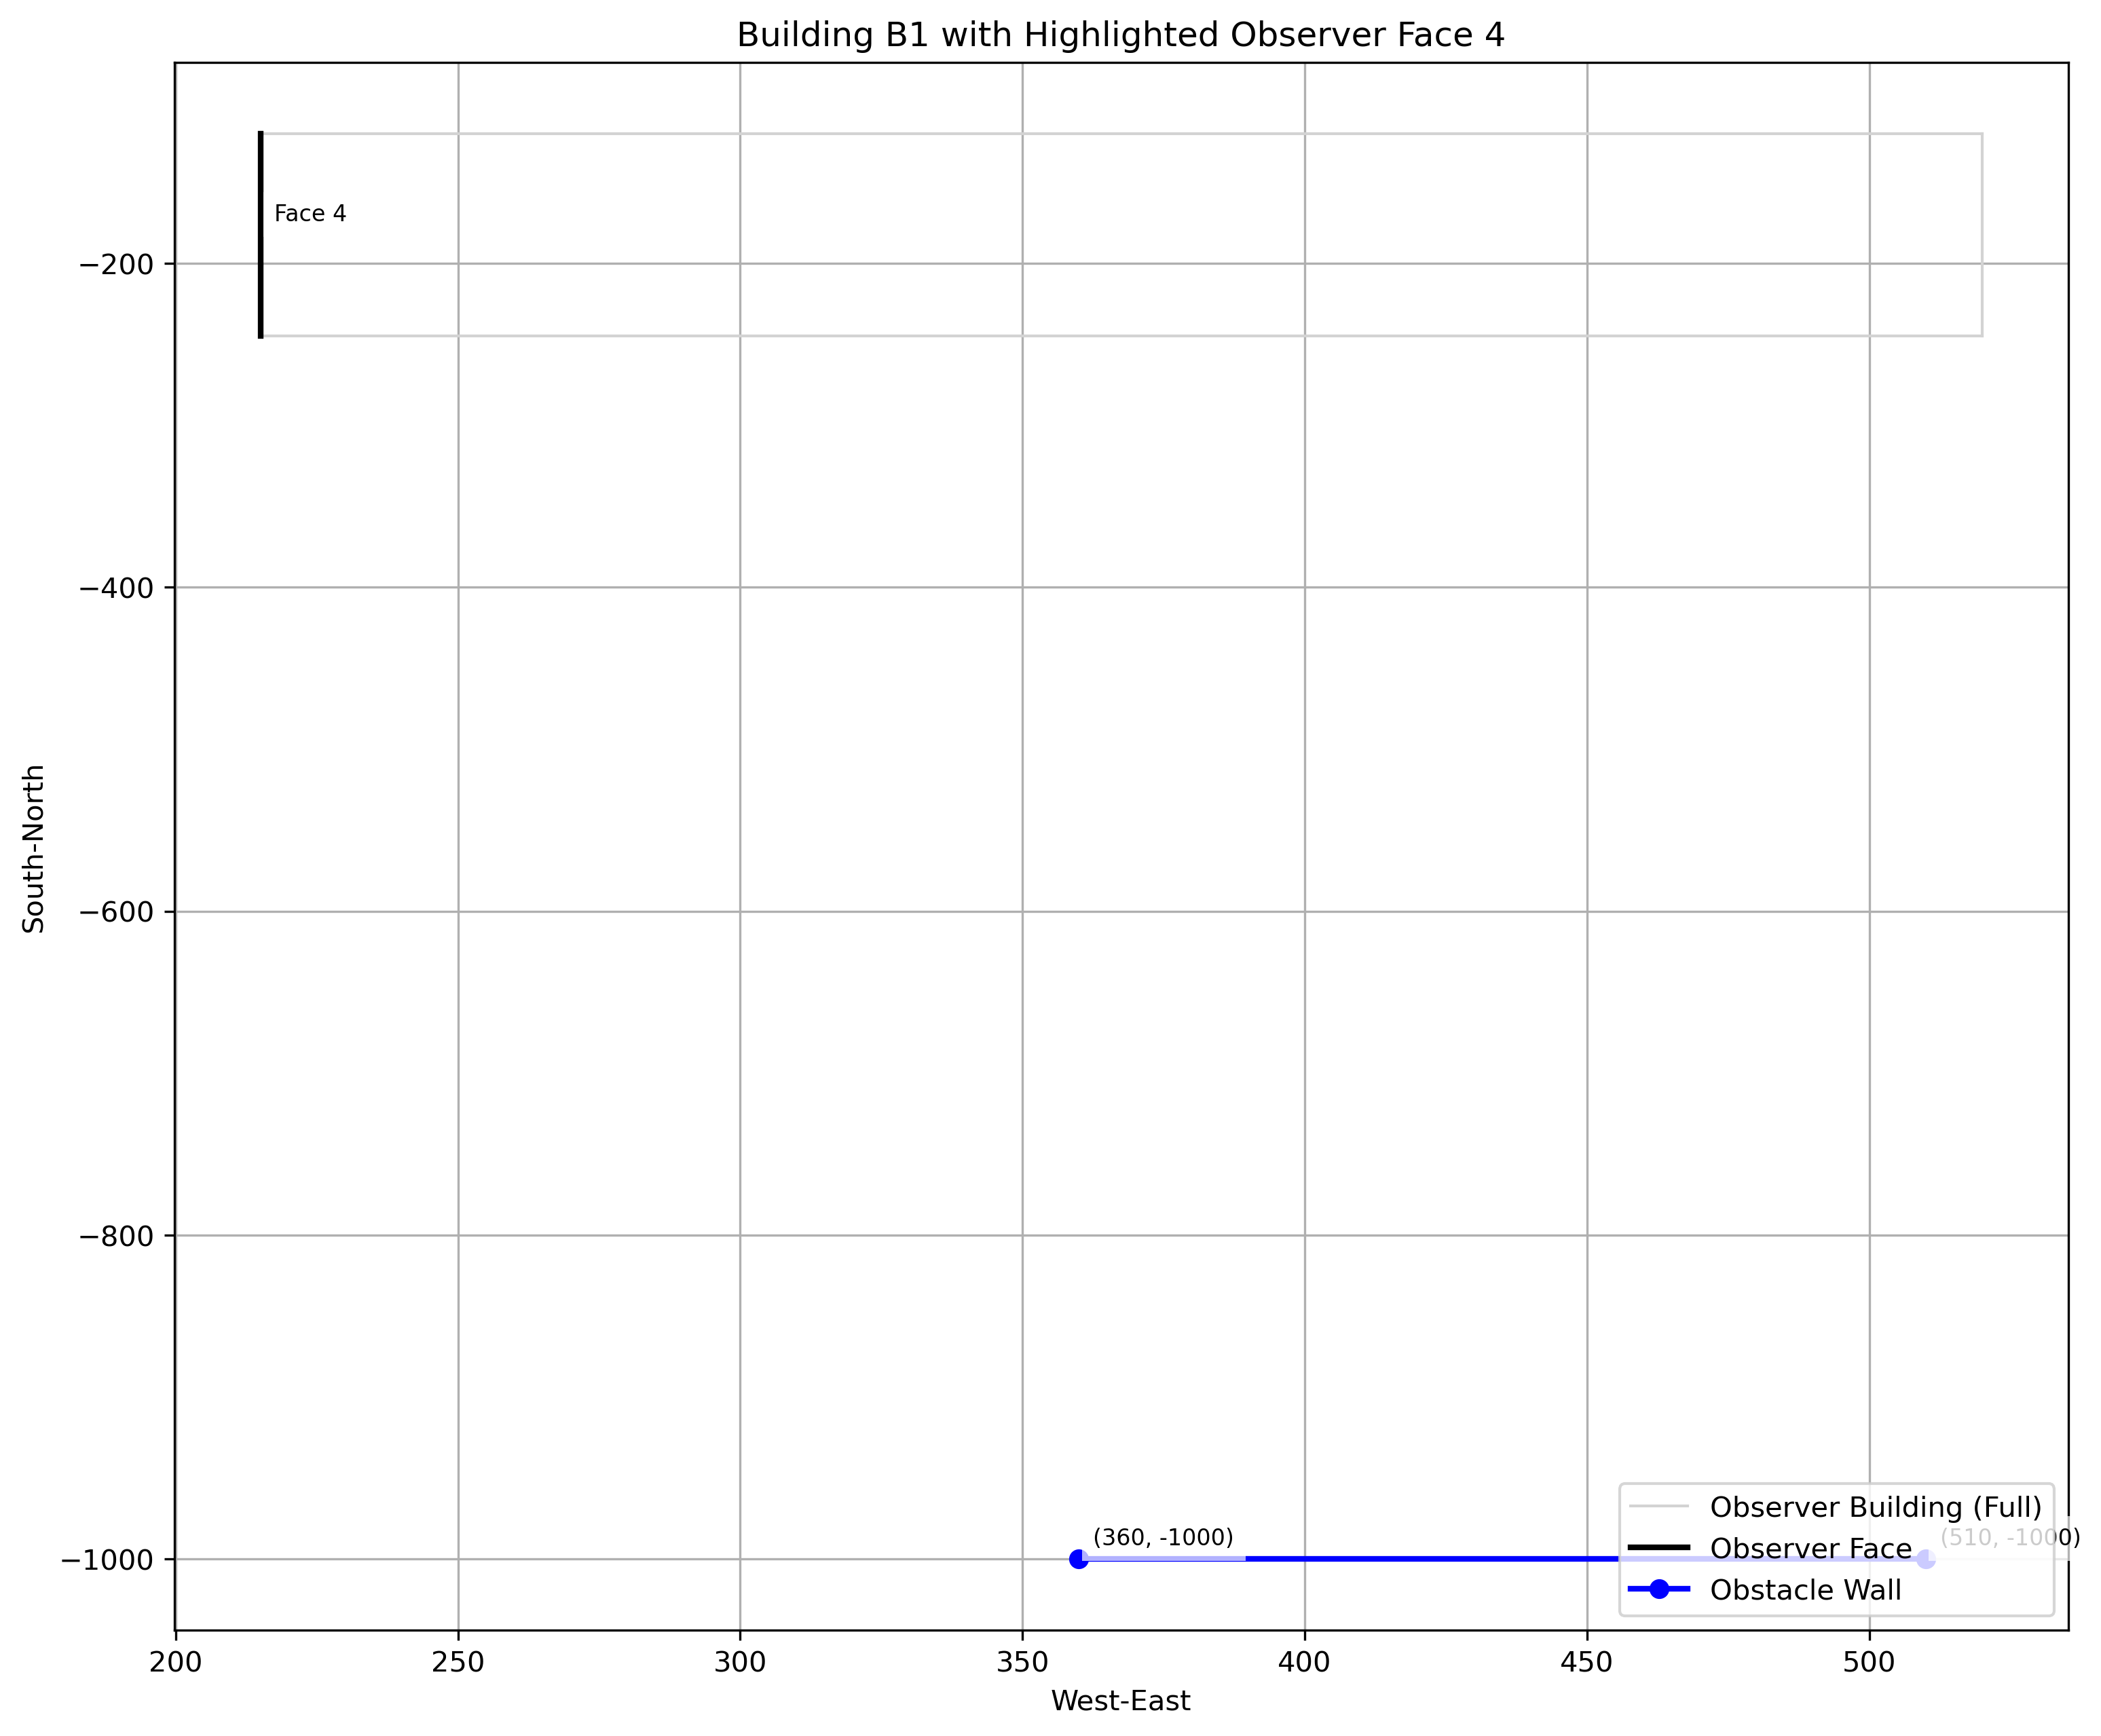 Building B1 with Highlighted Observer Face 4
Face 4
−200
−400
−600
−800
−1000
South-North
(360, -1000)
(510, -1000)
Observer Building (Full)
Observer Face
Obstacle Wall
200 250 300 350 400 450 500
West-East